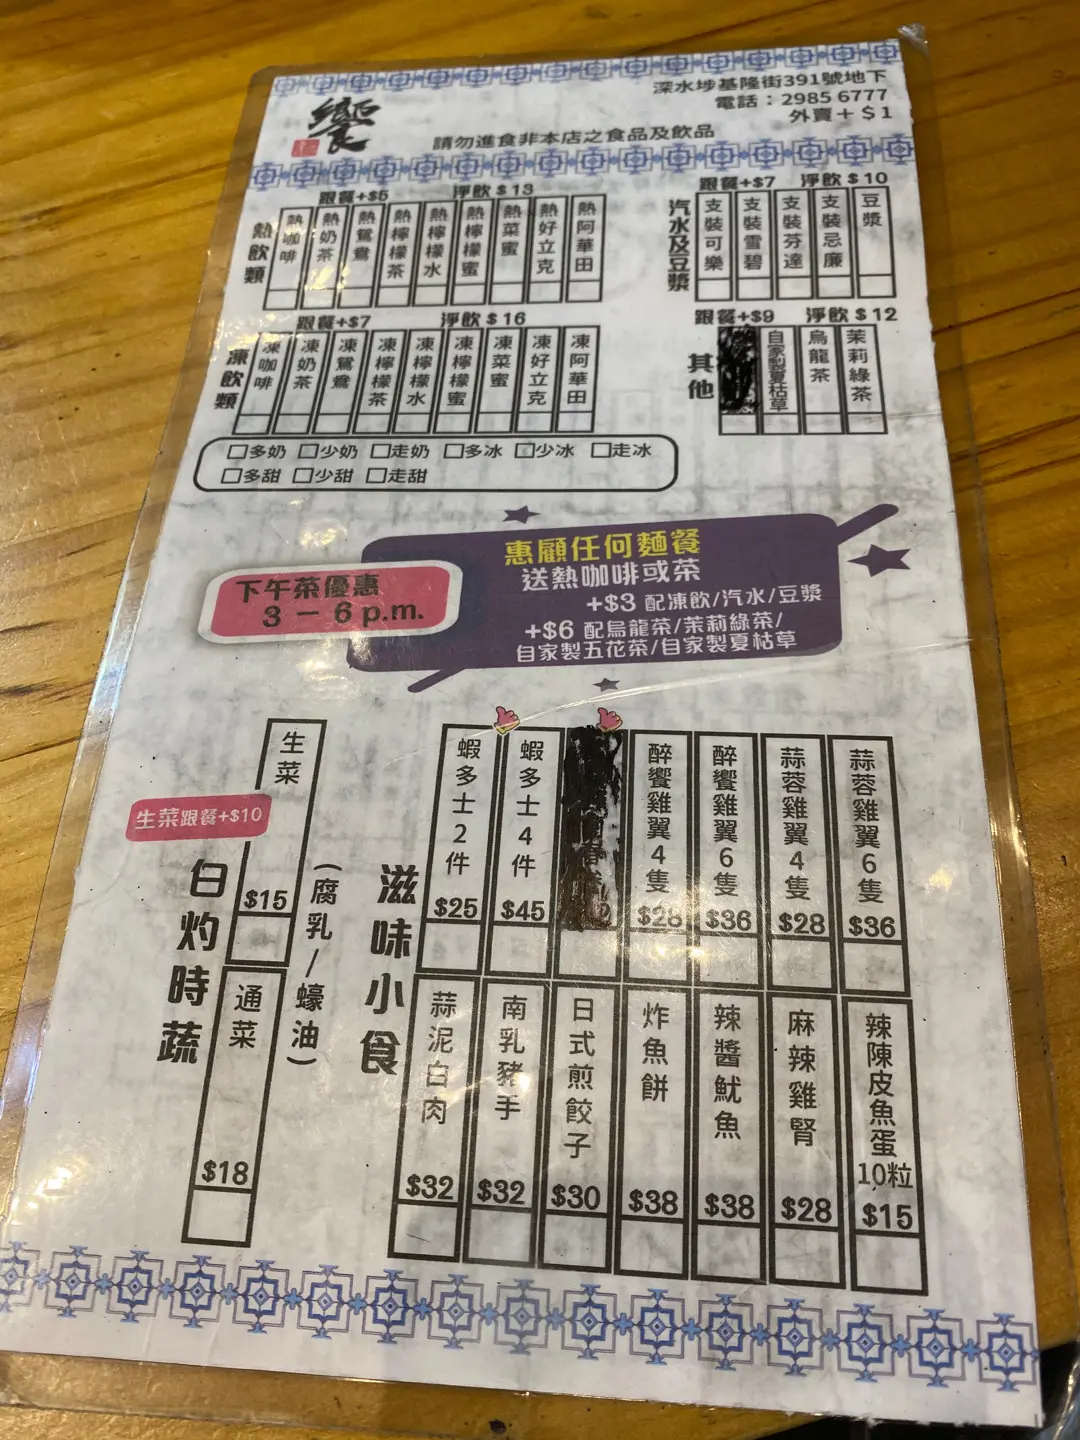 饗
深水埗基隆街391號地下
電話：2985 6777
外賣＋＄1
請勿進食非本店之食品及飲品
熱飲類
跟餐+$5 淨飲＄13
熱咖啡
熱奶茶
熱鴛鴦
熱檸檬茶
熱檸檬水
熱檸檬蜜
熱菜蜜
熱好立克
熱阿華田
汽水及豆漿
跟餐+$7 淨飲＄10
支裝可樂
支裝雪碧
支裝芬達
支裝忌廉
豆漿
凍飲類
跟餐+$7 淨飲＄16
凍咖啡
凍奶茶
凍鴛鴦
凍檸檬茶
凍檸檬水
凍檸檬蜜
凍菜蜜
凍好立克
凍阿華田
其他
跟餐+$9 淨飲＄12
自家製夏枯草
烏龍茶
茉莉綠茶
□多奶 □少奶 □走奶 □多冰 □少冰 □走冰
□多甜 □少甜 □走甜
下午茶優惠
3 － 6 p.m.
惠顧任何麵餐
送熱咖啡或茶
+$3 配凍飲/汽水/豆漿
+$6 配烏龍茶/茉莉綠茶/
自家製五花茶/自家製夏枯草
生菜跟餐+$10
白灼時蔬
生菜
$15
通菜
$18
(腐乳/蠔油)
滋味小食
蝦多士2件
$25
蝦多士4件
$45
醉饗雞翼4隻
$28
醉饗雞翼6隻
$36
蒜蓉雞翼4隻
$28
蒜蓉雞翼6隻
$36
蒜泥白肉
$32
南乳豬手
$32
日式煎餃子
$30
炸魚餅
$38
辣醬魷魚
$38
麻辣雞腎
$28
辣陳皮魚蛋10粒
$15